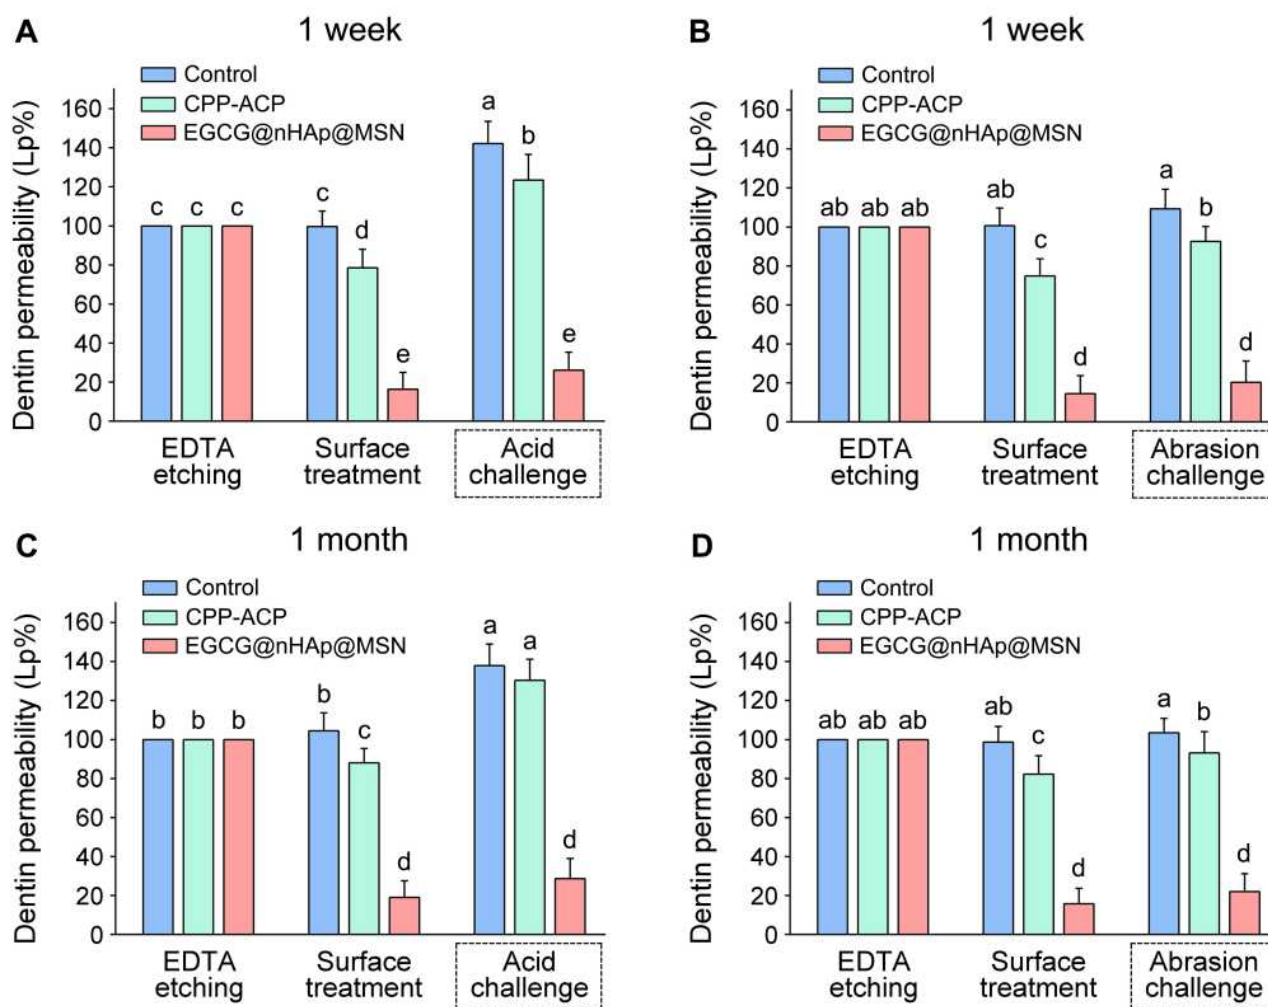 A
1 week
Control
CPP-ACP
EGCG@nHAp@MSN
Dentin permeability (Lp%)
160
140
120
100
80
60
40
20
0
c c c
c
d
e
a
b
e
EDTA
etching
Surface
treatment
Acid
challenge
B
1 week
Control
CPP-ACP
EGCG@nHAp@MSN
Dentin permeability (Lp%)
160
140
120
100
80
60
40
20
0
ab ab ab
ab
c
d
a
b
d
EDTA
etching
Surface
treatment
Abrasion
challenge
C
1 month
Control
CPP-ACP
EGCG@nHAp@MSN
Dentin permeability (Lp%)
160
140
120
100
80
60
40
20
0
b b b
b
c
d
a
a
d
EDTA
etching
Surface
treatment
Acid
challenge
D
1 month
Control
CPP-ACP
EGCG@nHAp@MSN
Dentin permeability (Lp%)
160
140
120
100
80
60
40
20
0
ab ab ab
ab
c
d
a
b
d
EDTA
etching
Surface
treatment
Abrasion
challenge